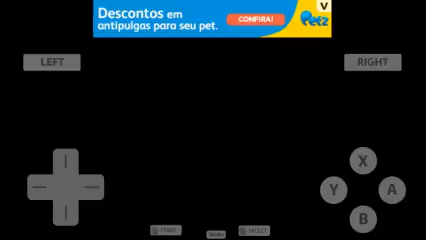 Descontos em
antipulgas para seu pet.
CONFIRA!
Petz
V
LEFT
RIGHT
X
Y
A
B
START
SELECT